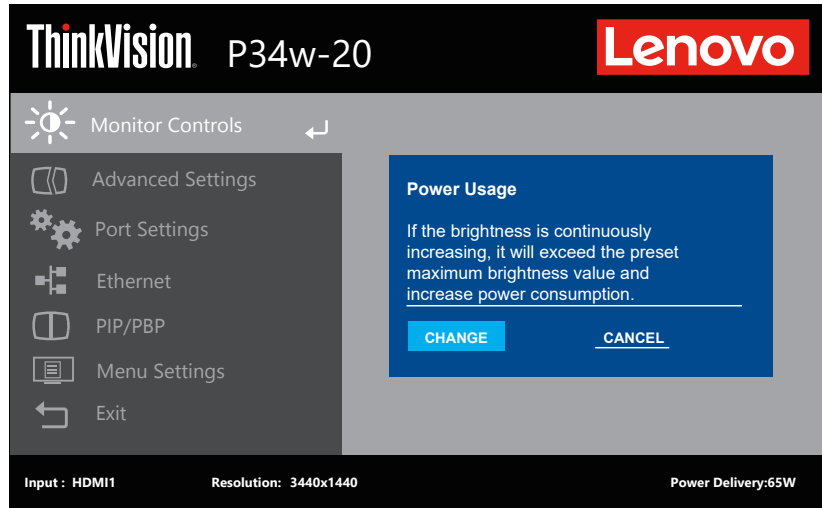 ThinkVision. P34w-20 Lenovo
Monitor Controls
Advanced Settings
Port Settings
Ethernet
PIP/PBP
Menu Settings
Exit
Power Usage
If the brightness is continuously
increasing, it will exceed the preset
maximum brightness value and
increase power consumption.
CHANGE CANCEL
Input : HDMI1 Resolution: 3440x1440 Power Delivery:65W